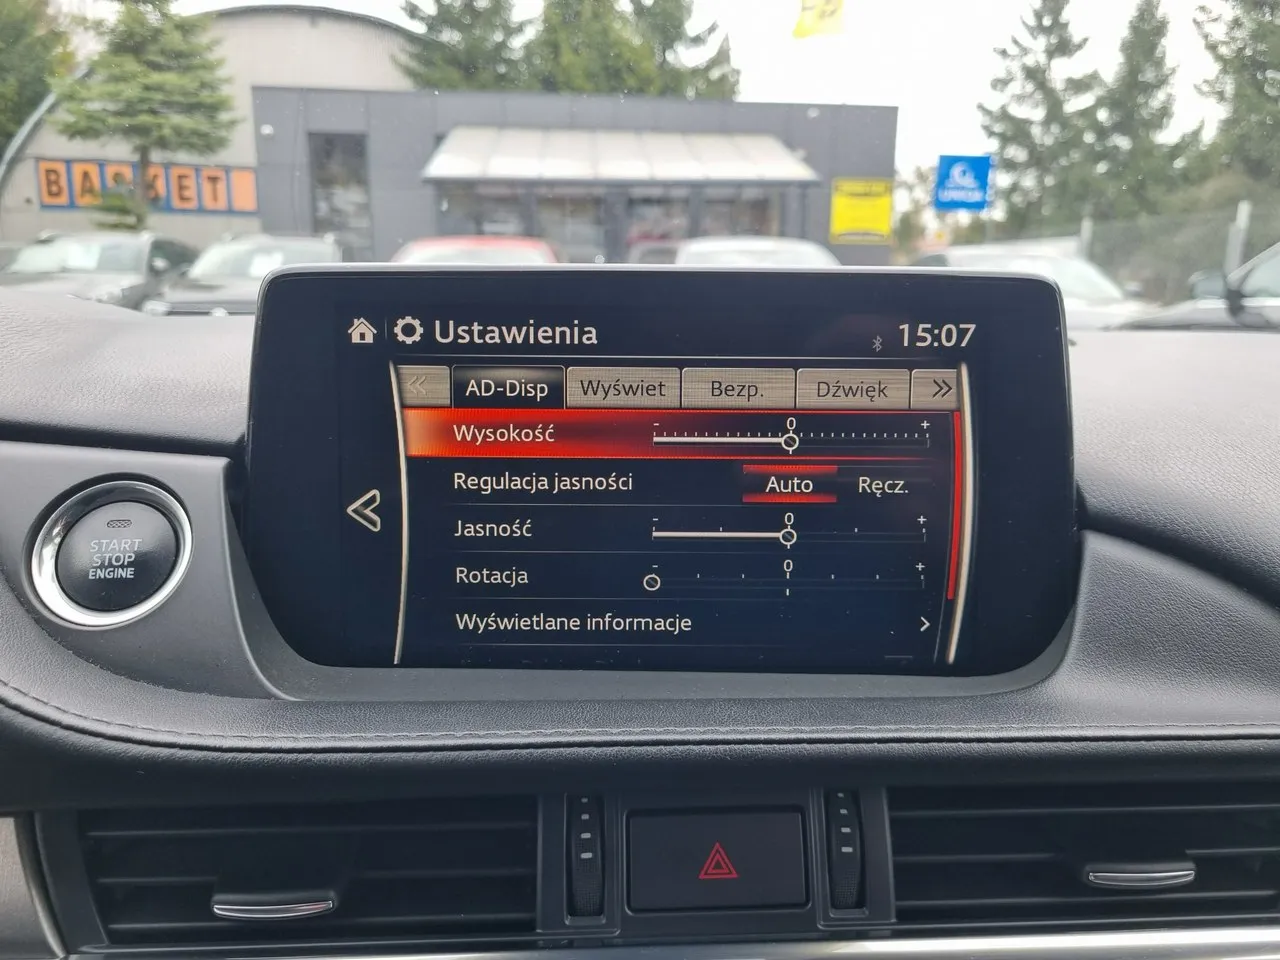 BASKET
Ustawienia
15:07
AD-Disp
Wyświet
Bezp.
Dźwięk
Wysokość
- 0 +
Regulacja jasności
Auto
Ręcz.
Jasność
- 0 +
Rotacja
- 0 +
Wyświetlane informacje
START
STOP
ENGINE